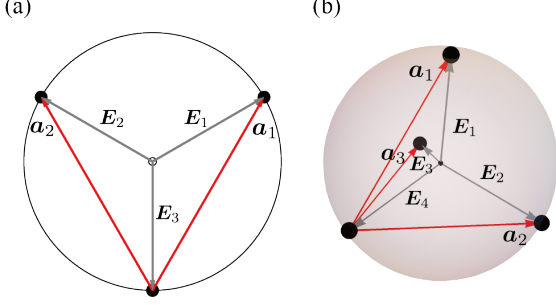 (a)
(b)
E₂
E₁
a₂
a₁
E₃
a₁
E₁
a₃
E₃
E₂
E₄
a₂